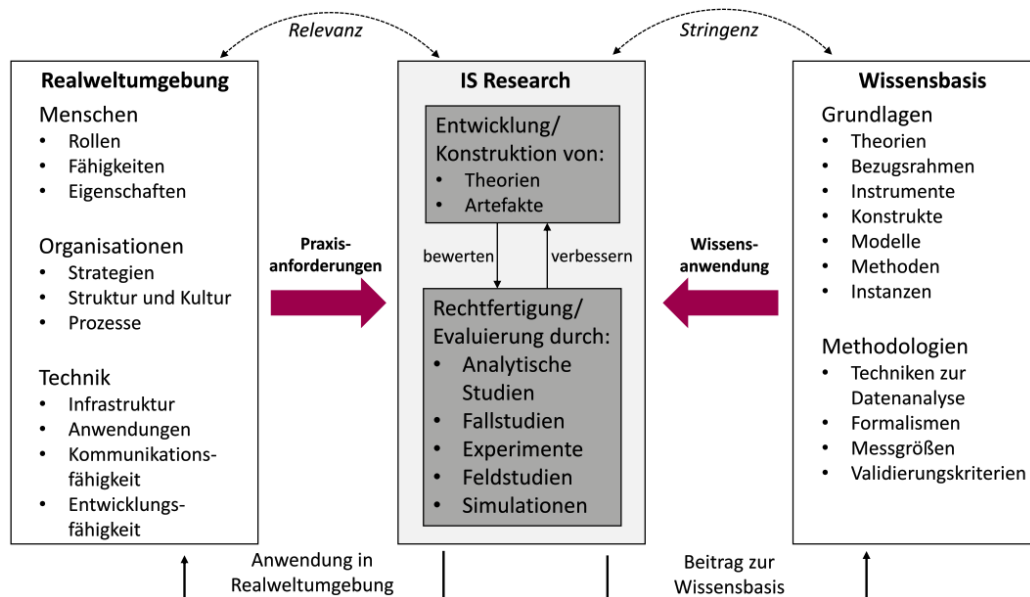 Relevanz
Stringenz
Realweltumgebung
Menschen
• Rollen
• Fähigkeiten
• Eigenschaften
Organisationen
• Strategien
• Struktur und Kultur
• Prozesse
Technik
• Infrastruktur
• Anwendungen
• Kommunikations-
fähigkeit
• Entwicklungs-
fähigkeit
Praxis-
anforderungen
IS Research
Entwicklung/
Konstruktion von:
• Theorien
• Artefakte
bewerten
verbessern
Rechtfertigung/
Evaluierung durch:
• Analytische
Studien
• Fallstudien
• Experimente
• Feldstudien
• Simulationen
Wissens-
anwendung
Wissensbasis
Grundlagen
• Theorien
• Bezugsrahmen
• Instrumente
• Konstrukte
• Modelle
• Methoden
• Instanzen
Methodologien
• Techniken zur
Datenanalyse
• Formalismen
• Messgrößen
• Validierungskriterien
Anwendung in
Realweltumgebung
Beitrag zur
Wissensbasis